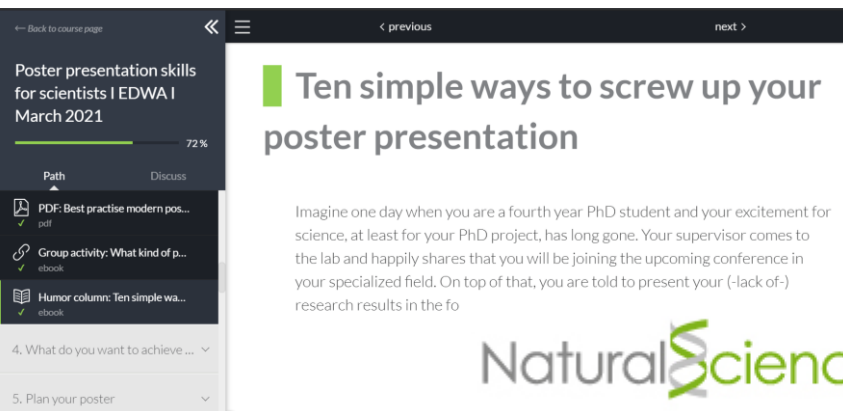 ← Back to course page
Poster presentation skills
for scientists I EDWA I
March 2021
72 %
Path Discuss
PDF: Best practise modern pos...
pdf
Group activity: What kind of p...
ebook
Humor column: Ten simple wa...
ebook
4. What do you want to achieve ...
5. Plan your poster
< previous next >
Ten simple ways to screw up your
poster presentation
Imagine one day when you are a fourth year PhD student and your excitement for
science, at least for your PhD project, has long gone. Your supervisor comes to
the lab and happily shares that you will be joining the upcoming conference in
your specialized field. On top of that, you are told to present your (-lack of-)
research results in the fo
NaturalScienc